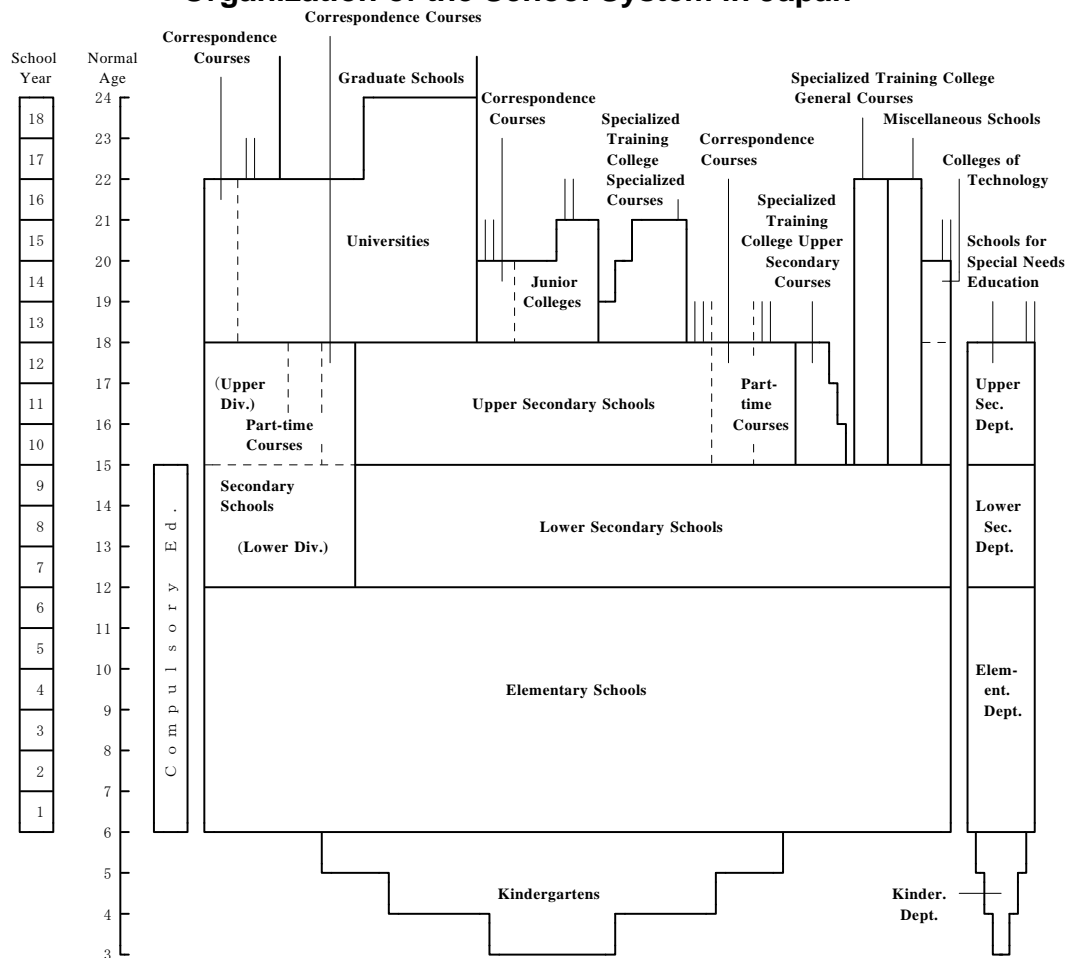 Organization of the School System in Japan
Correspondence Courses
Correspondence
Courses
School
Year
Normal
Age
Graduate Schools
Correspondence
Courses
Specialized
Training
College
Specialized
Courses
Correspondence
Courses
Specialized Training College
General Courses
Miscellaneous Schools
Colleges of
Technology
Specialized
Training
College Upper
Secondary
Courses
Schools for
Special Needs
Education
Universities
Junior
Colleges
18
17
16
15
14
13
12
11
10
9
8
7
6
5
4
3
2
1
24
23
22
21
20
19
18
17
16
15
14
13
12
11
10
9
8
7
6
5
4
3
Compulsory Ed.
(Upper
Div.)
Part-time
Courses
Upper Secondary Schools
Part-
time
Courses
Upper
Sec.
Dept.
Secondary
Schools
(Lower Div.)
Lower Secondary Schools
Lower
Sec.
Dept.
Elementary Schools
Elem-
ent.
Dept.
Kindergartens
Kinder.
Dept.